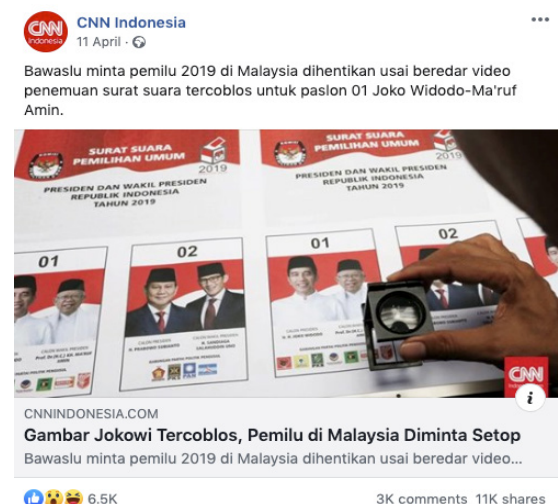 CNN Indonesia
11 April ·
Bawaslu minta pemilu 2019 di Malaysia dihentikan usai beredar video
penemuan surat suara tercoblos untuk paslon 01 Joko Widodo-Ma'ruf
Amin.
SURAT SUARA
PEMILIHAN UMUM
2019
PRESIDEN DAN WAKIL PRESIDEN
REPUBLIK INDONESIA
TAHUN 2019
01
02
SURAT SUARA
PEMILIHAN UMUM
2019
PRESIDEN DAN WAKIL PRESIDEN
REPUBLIK INDONESIA
TAHUN 2019
01
02
CNN
Indonesia
CNNINDONESIA.COM
Gambar Jokowi Tercoblos, Pemilu di Malaysia Diminta Setop
Bawaslu minta pemilu 2019 di Malaysia dihentikan usai beredar video...
6.5K
3K comments 11K shares